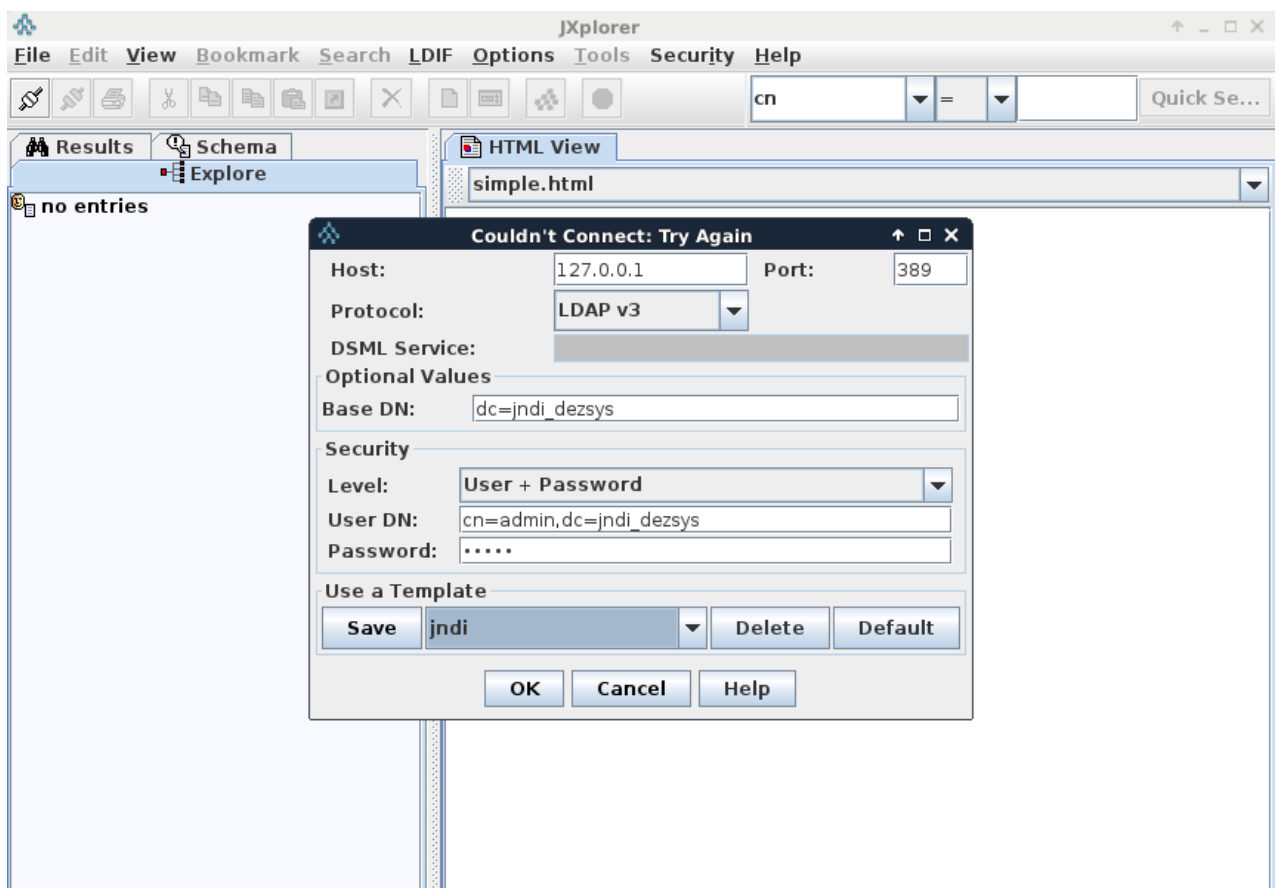 JXplorer
File Edit View Bookmark Search LDIF Options Tools Security Help
cn = Quick Se...
Results Schema
Explore
no entries
HTML View
simple.html
Couldn't Connect: Try Again
Host: 127.0.0.1 Port: 389
Protocol: LDAP v3
DSML Service:
Optional Values
Base DN: dc=jndi_dezsys
Security
Level: User + Password
User DN: cn=admin,dc=jndi_dezsys
Password: •••••
Use a Template
Save jndi Delete Default
OK Cancel Help